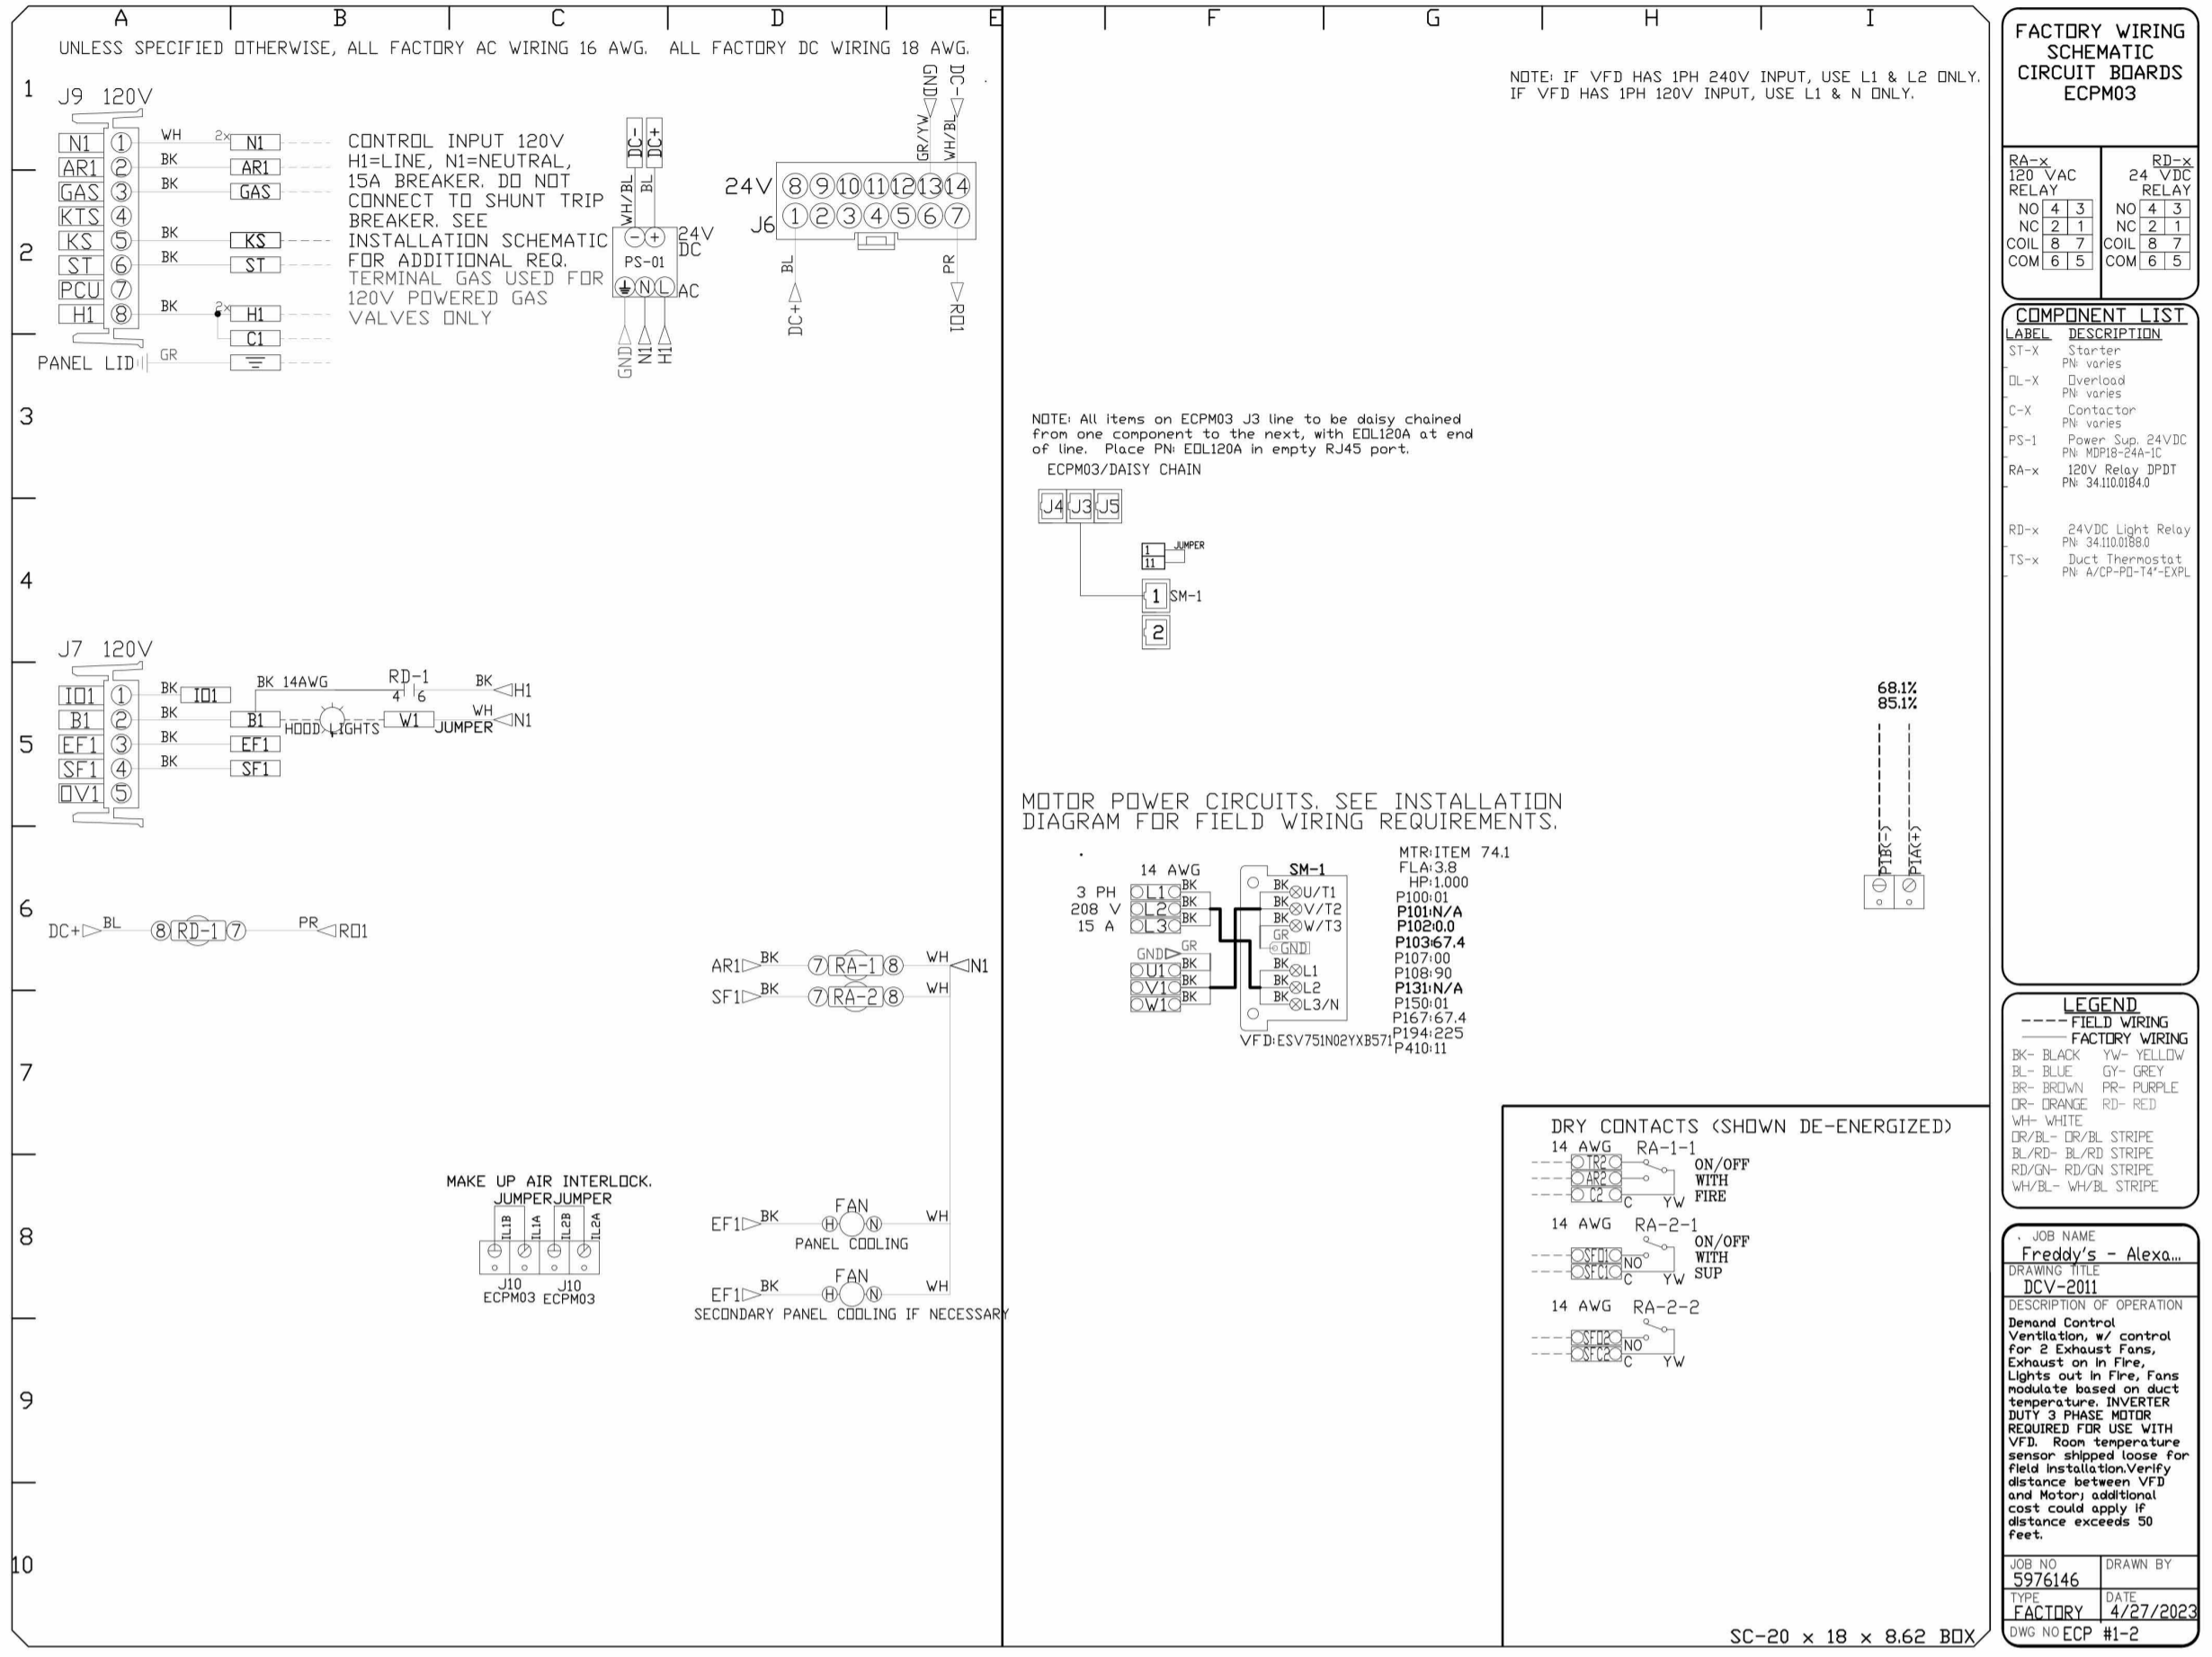 A B C D E F G H I
UNLESS SPECIFIED OTHERWISE, ALL FACTORY AC WIRING 16 AWG. ALL FACTORY DC WIRING 18 AWG.
1
2
3
4
5
6
7
8
9
10
J9 120V
N1 1 WH 2x N1
AR1 2 BK AR1
GAS 3 BK GAS
KTS 4
KS 5 BK KS
ST 6 BK ST
PCU 7
H1 8 BK 2x H1
C1
PANEL LID GR
CONTROL INPUT 120V
H1=LINE, N1=NEUTRAL,
15A BREAKER. DO NOT
CONNECT TO SHUNT TRIP
BREAKER. SEE
INSTALLATION SCHEMATIC
FOR ADDITIONAL REQ.
TERMINAL GAS USED FOR
120V POWERED GAS
VALVES ONLY
DC- DC+
WH/BL BL
- + 24V
DC
PS-01
N L AC
GND N1 H1
GND DC-
GR/YW WH/BL
24V 8 9 10 11 12 13 14
J6 1 2 3 4 5 6 7
BL PR
DC+ RO1
NOTE: IF VFD HAS 1PH 240V INPUT, USE L1 & L2 ONLY.
IF VFD HAS 1PH 120V INPUT, USE L1 & N ONLY.
NOTE: All items on ECPM03 J3 line to be daisy chained
from one component to the next, with EOL120A at end
of line. Place PN: EOL120A in empty RJ45 port.
ECPM03/DAISY CHAIN
J4 J3 J5
1 JUMPER
11
1 SM-1
2
J7 120V
IO1 1 BK IO1
B1 2 BK B1
EF1 3 BK EF1
SF1 4 BK SF1
OV1 5
BK 14AWG RD-1 BK H1
4 6
HOOD LIGHTS W1 JUMPER WH N1
DC+ BL 8 RD-1 7 PR RO1
68.1%
85.1%
P1B(-) P1A(+)
MOTOR POWER CIRCUITS. SEE INSTALLATION
DIAGRAM FOR FIELD WIRING REQUIREMENTS.
14 AWG SM-1
3 PH L1 BK BK U/T1
208 V L2 BK BK V/T2
15 A L3 BK BK W/T3
GND GR GR GND
U1 BK BK L1
V1 BK BK L2
W1 BK BK L3/N
VFD:ESV751N02YXB571
MTR:ITEM 74.1
FLA:3.8
HP:1.000
P100:01
P101:N/A
P102:0.0
P103:67.4
P107:00
P108:90
P131:N/A
P150:01
P167:67.4
P194:225
P410:11
AR1 BK 7 RA-1 8 WH N1
SF1 BK 7 RA-2 8 WH
MAKE UP AIR INTERLOCK.
JUMPER JUMPER
IL1B IL1A IL2B IL2A
J10 J10
ECPM03 ECPM03
EF1 BK FAN WH
H N
PANEL COOLING
EF1 BK FAN WH
H N
SECONDARY PANEL COOLING IF NECESSARY
DRY CONTACTS (SHOWN DE-ENERGIZED)
14 AWG RA-1-1
TR2 ON/OFF
AR2 WITH
C2 C YW FIRE
14 AWG RA-2-1
SFO1 NO ON/OFF
SFC1 C YW WITH
SUP
14 AWG RA-2-2
SFO2 NO
SFC2 C YW
SC-20 x 18 x 8.62 BOX
FACTORY WIRING
SCHEMATIC
CIRCUIT BOARDS
ECPM03
RA-x
120 VAC
RELAY
NO 4 3
NC 2 1
COIL 8 7
COM 6 5
RD-x
24 VDC
RELAY
NO 4 3
NC 2 1
COIL 8 7
COM 6 5
COMPONENT LIST
LABEL DESCRIPTION
ST-X Starter
PN: varies
OL-X Overload
PN: varies
C-X Contactor
PN: varies
PS-1 Power Sup. 24VDC
PN: MDP18-24A-1C
RA-x 120V Relay DPDT
PN: 34.110.0184.0
RD-x 24VDC Light Relay
PN: 34.110.0188.0
TS-x Duct Thermostat
PN: A/CP-PO-T4"-EXPL
LEGEND
FIELD WIRING
FACTORY WIRING
BK- BLACK YW- YELLOW
BL- BLUE GY- GREY
BR- BROWN PR- PURPLE
OR- ORANGE RD- RED
WH- WHITE
OR/BL- OR/BL STRIPE
BL/RD- BL/RD STRIPE
RD/GN- RD/GN STRIPE
WH/BL- WH/BL STRIPE
JOB NAME
Freddy's - Alexa...
DRAWING TITLE
DCV-2011
DESCRIPTION OF OPERATION
Demand Control
Ventilation, w/ control
for 2 Exhaust Fans,
Exhaust on in Fire,
Lights out in Fire, Fans
modulate based on duct
temperature. INVERTER
DUTY 3 PHASE MOTOR
REQUIRED FOR USE WITH
VFD. Room temperature
sensor shipped loose for
field installation.Verify
distance between VFD
and Motor; additional
cost could apply if
distance exceeds 50
feet.
JOB NO DRAWN BY
5976146
TYPE DATE
FACTORY 4/27/2023
DWG NO ECP #1-2